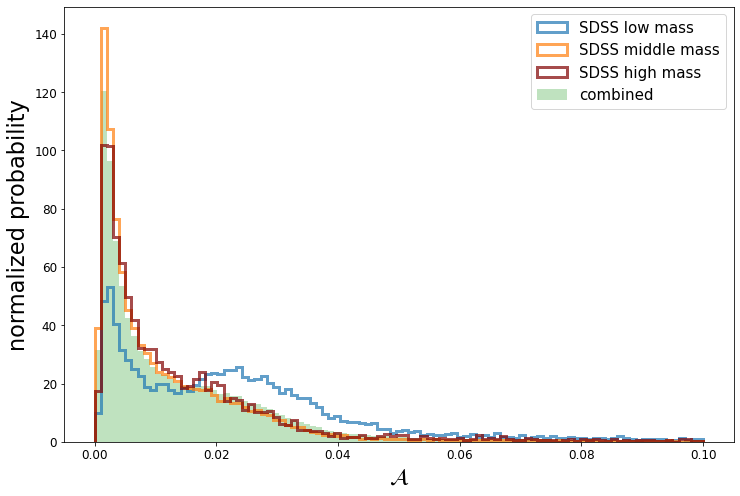 SDSS low mass
SDSS middle mass
SDSS high mass
combined
normalized probability
140
120
100
80
60
40
20
0
0.00 0.02 0.04 0.06 0.08 0.10
𝒜